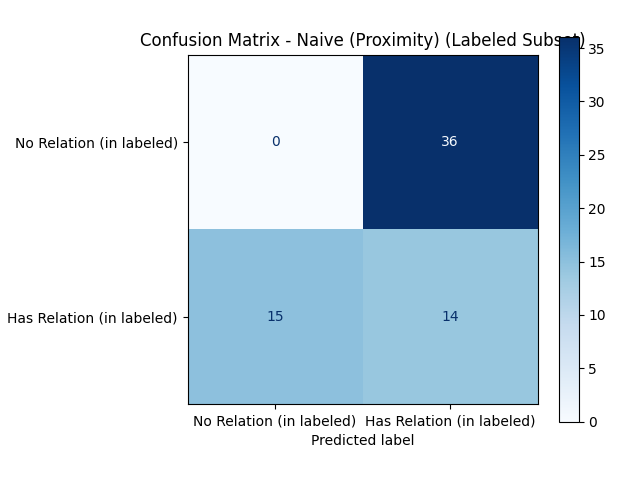 Confusion Matrix - Naive (Proximity) (Labeled Subset)
No Relation (in labeled)
0
36
Has Relation (in labeled)
15
14
No Relation (in labeled)
Has Relation (in labeled)
Predicted label
35
30
25
20
15
10
5
0